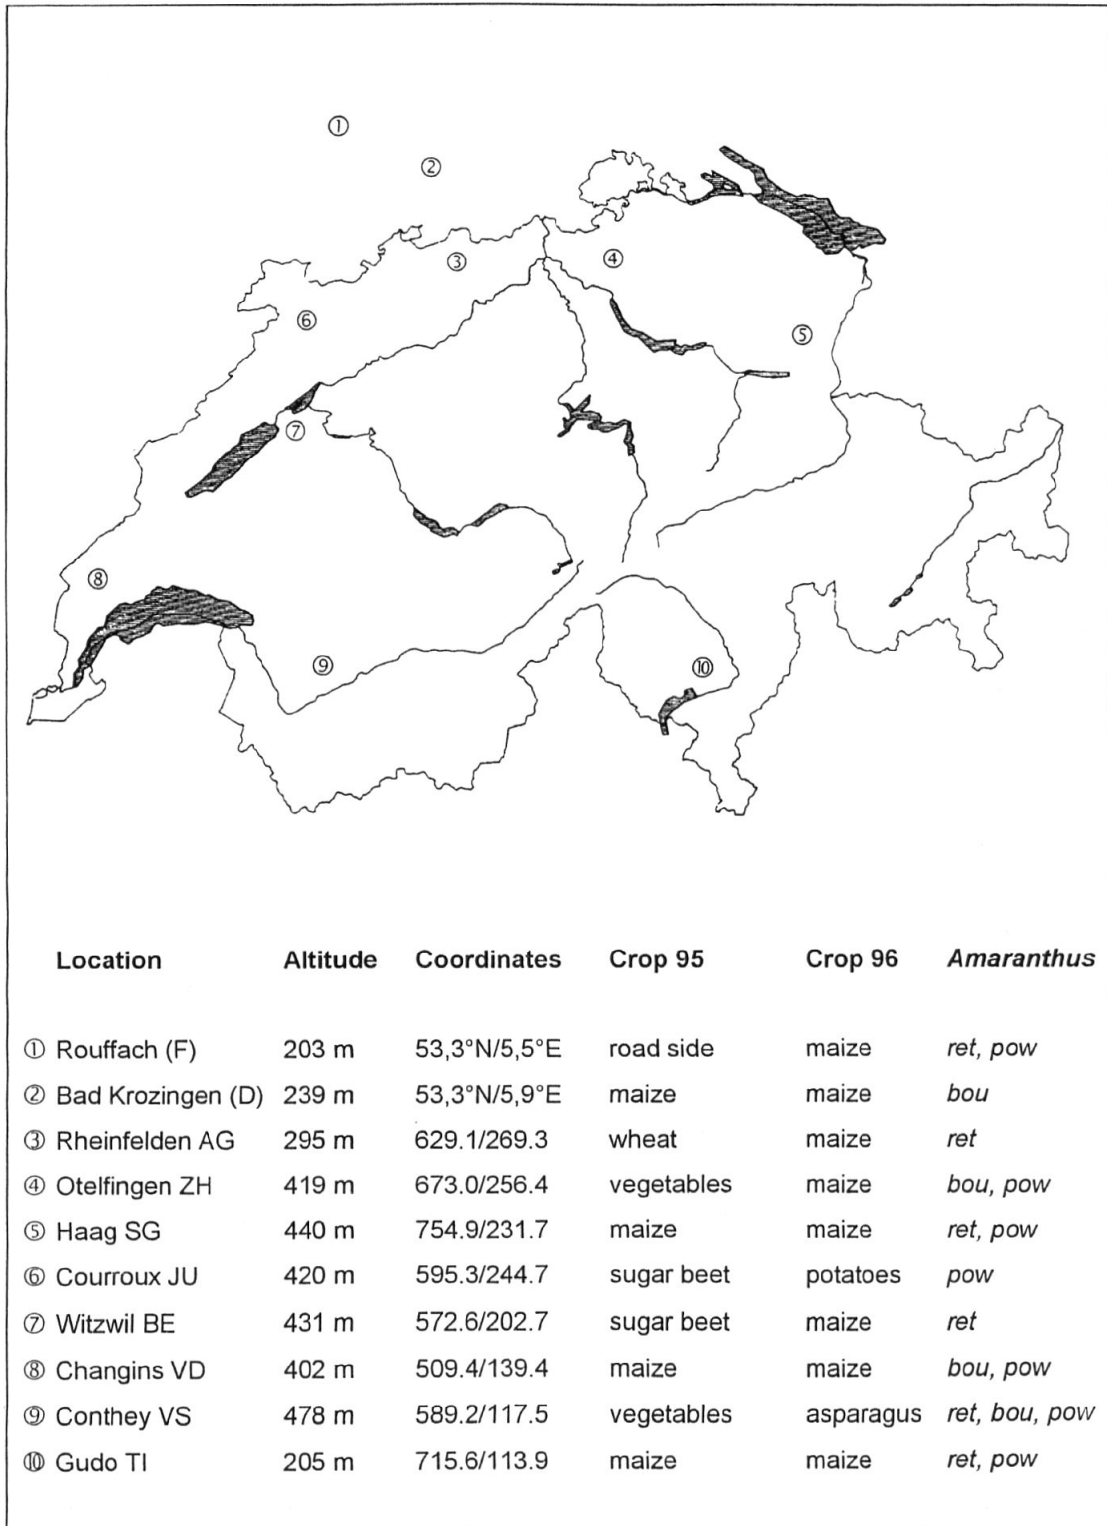 ①
②
③
④
⑤
⑥
⑦
⑧
⑨
⑩
Location Altitude Coordinates Crop 95 Crop 96 Amaranthus
① Rouffach (F) 203 m 53,3°N/5,5°E road side maize ret, pow
② Bad Krozingen (D) 239 m 53,3°N/5,9°E maize maize bou
③ Rheinfelden AG 295 m 629.1/269.3 wheat maize ret
④ Otelfingen ZH 419 m 673.0/256.4 vegetables maize bou, pow
⑤ Haag SG 440 m 754.9/231.7 maize maize ret, pow
⑥ Courroux JU 420 m 595.3/244.7 sugar beet potatoes pow
⑦ Witzwil BE 431 m 572.6/202.7 sugar beet maize ret
⑧ Changins VD 402 m 509.4/139.4 maize maize bou, pow
⑨ Conthey VS 478 m 589.2/117.5 vegetables asparagus ret, bou, pow
⑩ Gudo TI 205 m 715.6/113.9 maize maize ret, pow